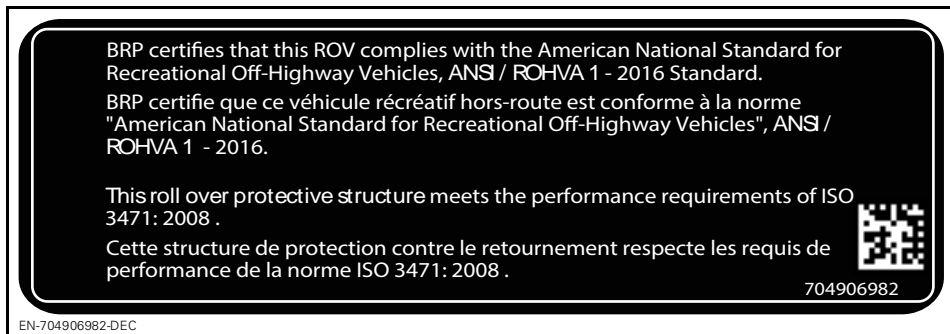 BRP certifies that this ROV complies with the American National Standard for
Recreational Off-Highway Vehicles, ANSI / ROHVA 1 - 2016 Standard.
BRP certifie que ce véhicule récréatif hors-route est conforme à la norme
"American National Standard for Recreational Off-Highway Vehicles", ANSI /
ROHVA 1 - 2016.
This roll over protective structure meets the performance requirements of ISO
3471: 2008 .
Cette structure de protection contre le retournement respecte les requis de
performance de la norme ISO 3471: 2008 .
704906982
EN-704906982-DEC